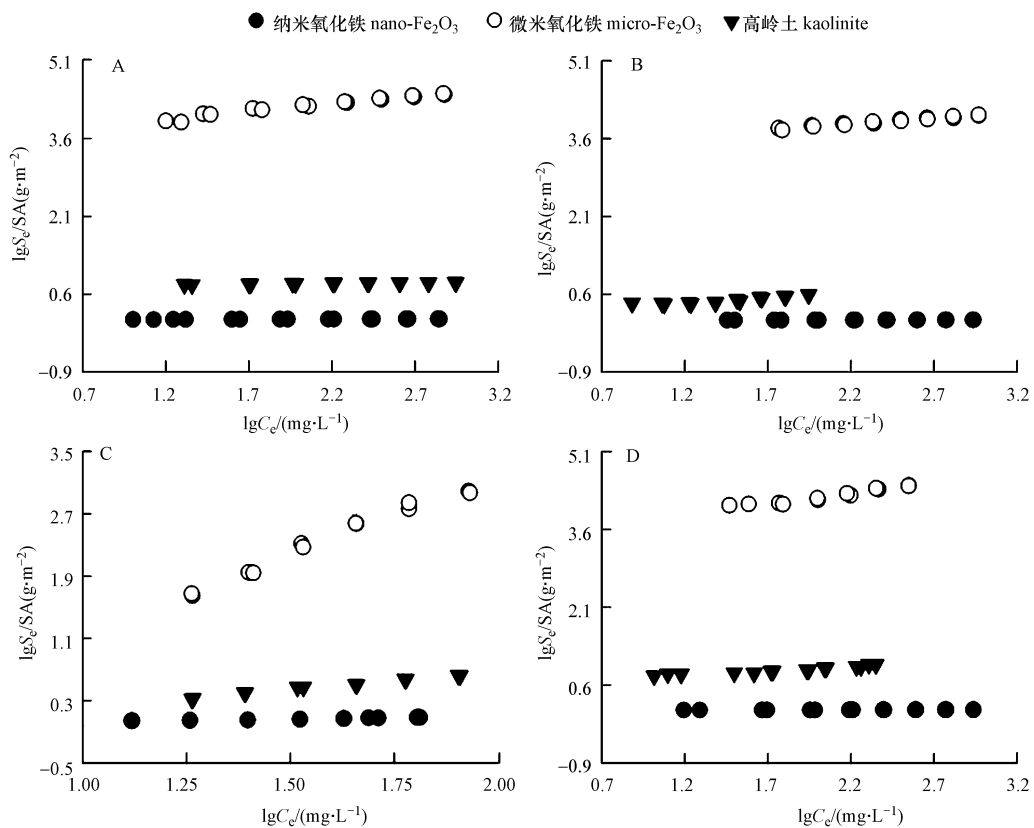 ● 纳米氧化铁 nano-Fe₂O₃ ○ 微米氧化铁 micro-Fe₂O₃ ▼ 高岭土 kaolinite
A
5.1
3.6
2.1
0.6
−0.9
lgSₑ/SA(g·m⁻²)
0.7 1.2 1.7 2.2 2.7 3.2
lgCₑ/(mg·L⁻¹)
B
5.1
3.6
2.1
0.6
−0.9
lgSₑ/SA(g·m⁻²)
0.7 1.2 1.7 2.2 2.7 3.2
lgCₑ/(mg·L⁻¹)
C
3.5
2.7
1.9
1.1
0.3
−0.5
lgSₑ/SA(g·m⁻²)
1.00 1.25 1.50 1.75 2.00
lgCₑ/(mg·L⁻¹)
D
5.1
3.6
2.1
0.6
−0.9
lgSₑ/SA(g·m⁻²)
0.7 1.2 1.7 2.2 2.7 3.2
lgCₑ/(mg·L⁻¹)